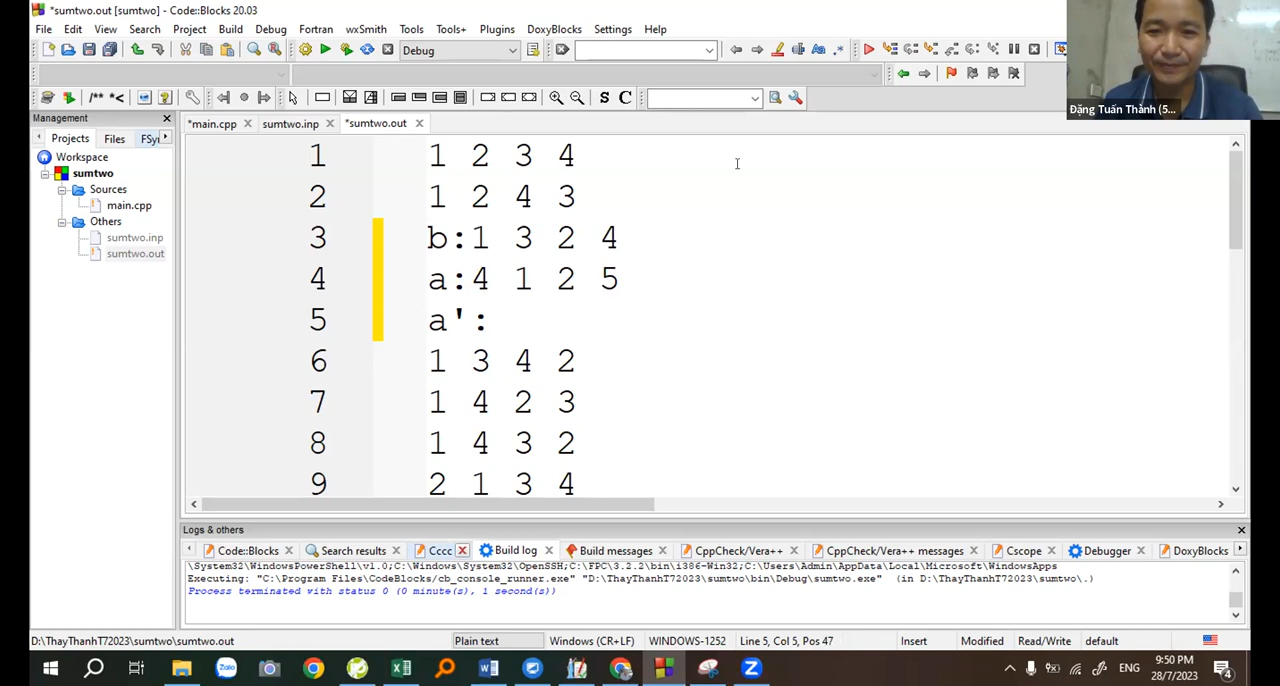 *sumtwo.out [sumtwo] - Code::Blocks 20.03
File Edit View Search Project Build Debug Fortran wxSmith Tools Tools+ Plugins DoxyBlocks Settings Help
Debug
/** *< S C
Management
Projects Files FSy
*main.cpp sumtwo.inp *sumtwo.out
Đặng Tuấn Thành (5...
Workspace
sumtwo
Sources
main.cpp
Others
sumtwo.inp
sumtwo.out
1 1 2 3 4
2 1 2 4 3
3 b:1 3 2 4
4 a:4 1 2 5
5 a':
6 1 3 4 2
7 1 4 2 3
8 1 4 3 2
9 2 1 3 4
Logs & others
Code::Blocks Search results Cccc Build log Build messages CppCheck/Vera++ CppCheck/Vera++ messages Cscope Debugger DoxyBlocks
\System32\WindowsPowerShell\v1.0;C:\Windows\System32\OpenSSH;C:\FPC\3.2.2\bin\i386-Win32;C:\Users\Admin\AppData\Local\Microsoft\WindowsApps
Executing: "C:\Program Files\CodeBlocks/cb_console_runner.exe" "D:\ThayThanhT72023\sumtwo\bin\Debug\sumtwo.exe" (in D:\ThayThanhT72023\sumtwo\.)
Process terminated with status 0 (0 minute(s), 1 second(s))
D:\ThayThanhT72023\sumtwo\sumtwo.out Plain text Windows (CR+LF) WINDOWS-1252 Line 5, Col 5, Pos 47 Insert Modified Read/Write default
Zalo W ENG 9:50 PM
28/7/2023 4